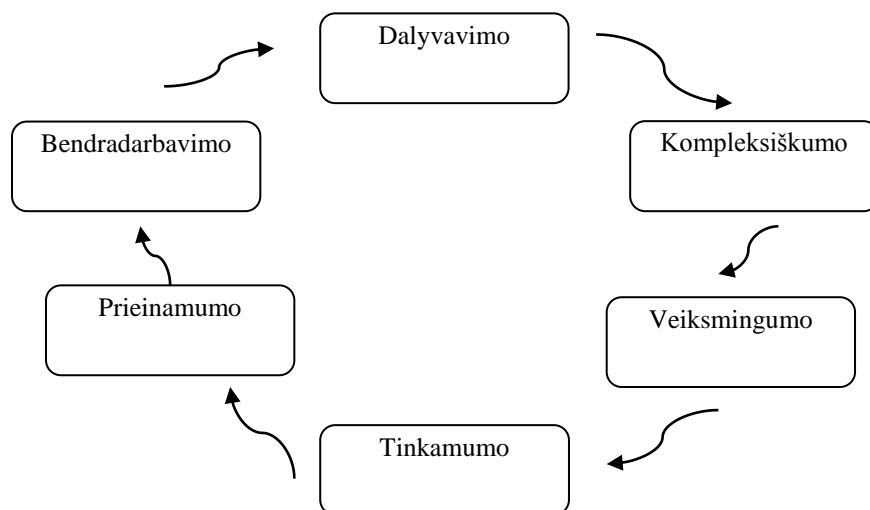 Dalyvavimo
Kompleksiškumo
Veiksmingumo
Tinkamumo
Prieinamumo
Bendradarbavimo